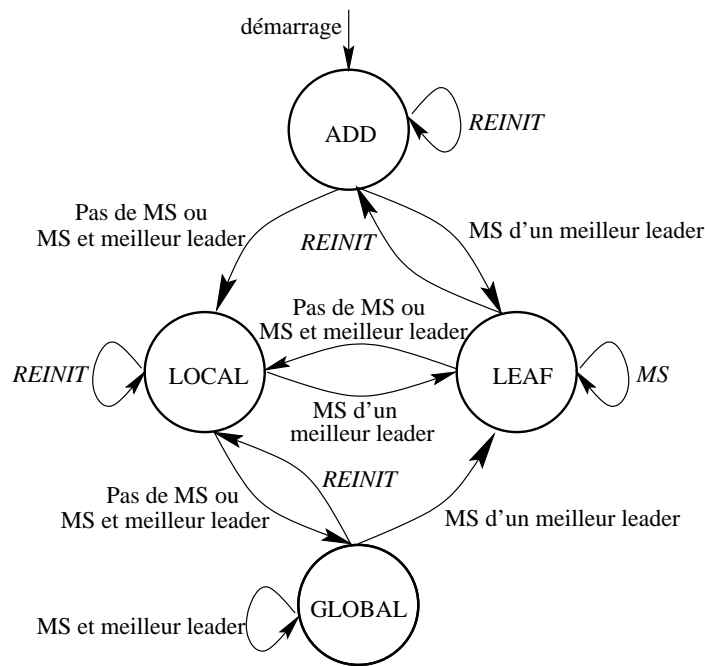 démarrage
ADD
REINIT
Pas de MS ou
MS et meilleur leader
REINIT
MS d'un meilleur leader
Pas de MS ou
MS et meilleur leader
REINIT
LOCAL
LEAF
MS
MS d'un
meilleur leader
REINIT
Pas de MS ou
MS et meilleur leader
MS d'un meilleur leader
GLOBAL
MS et meilleur leader